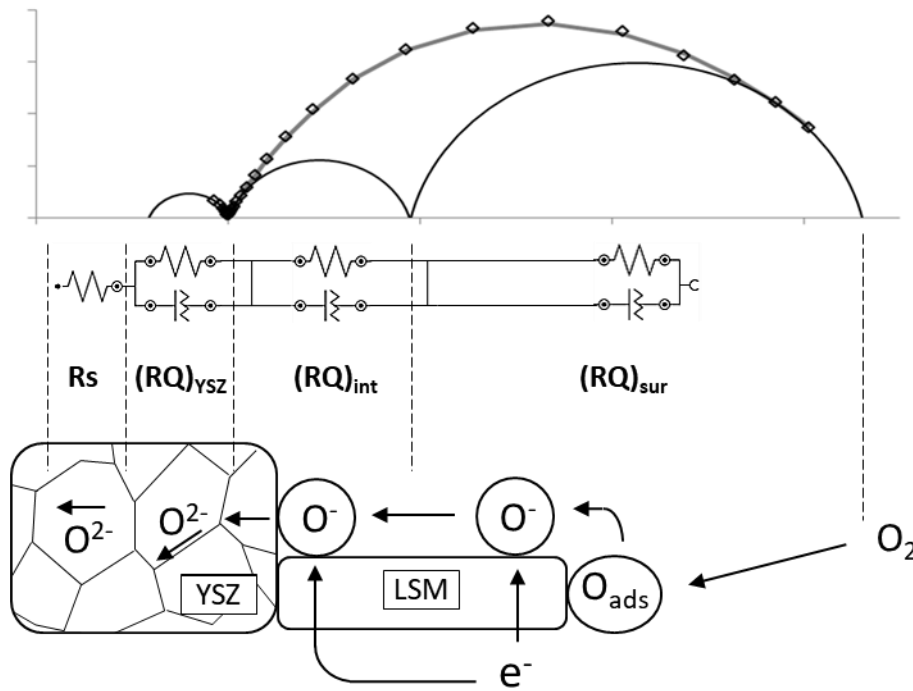 Rs (RQ)YSZ (RQ)int (RQ)sur
O²⁻ O²⁻ O⁻ O⁻ O₂
YSZ LSM Oads
e⁻